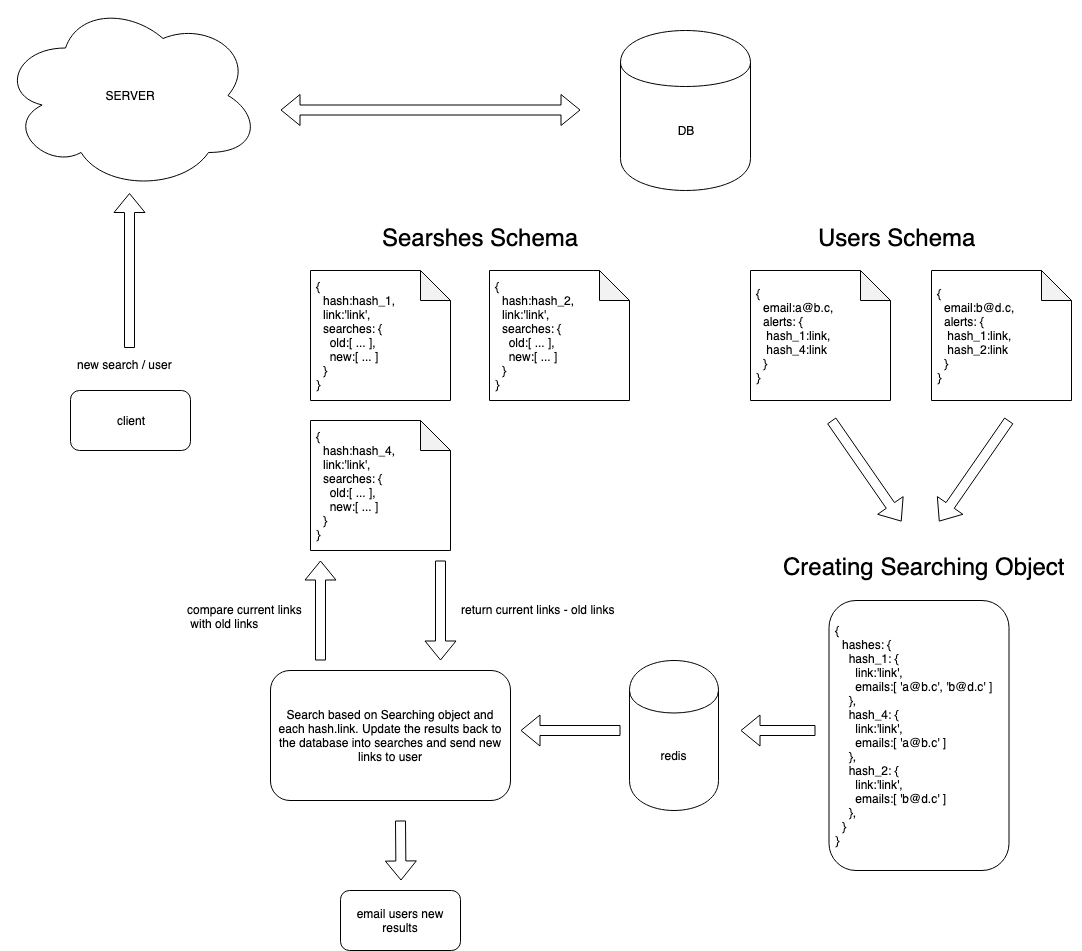 SERVER
DB
new search / user
client
Searshes Schema
{
hash:hash_1,
link:'link',
searches: {
old:[ ... ],
new:[ ... ]
}
}
{
hash:hash_2,
link:'link',
searches: {
old:[ ... ],
new:[ ... ]
}
}
{
hash:hash_4,
link:'link',
searches: {
old:[ ... ],
new:[ ... ]
}
}
Users Schema
{
email:a@b.c,
alerts: {
hash_1:link,
hash_4:link
}
}
{
email:b@d.c,
alerts: {
hash_1:link,
hash_2:link
}
}
Creating Searching Object
{
hashes: {
hash_1: {
link:'link',
emails:[ 'a@b.c', 'b@d.c' ]
},
hash_4: {
link:'link',
emails:[ 'a@b.c' ]
},
hash_2: {
link:'link',
emails:[ 'b@d.c' ]
},
}
}
redis
compare current links
with old links
return current links - old links
Search based on Searching object and
each hash.link. Update the results back to
the database into searches and send new
links to user
email users new
results